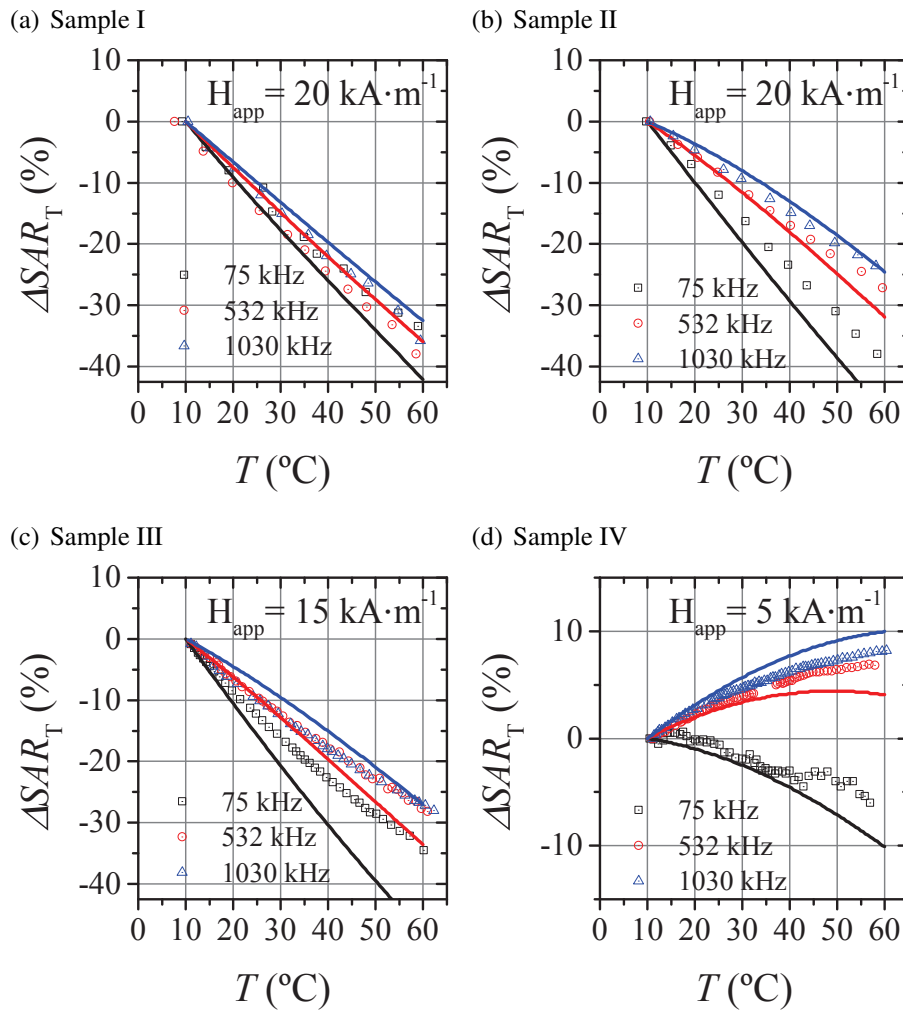 (a) Sample I
H_app = 20 kA·m⁻¹
ΔSAR_T (%)
10
0
-10
-20
-30
-40
75 kHz
532 kHz
1030 kHz
0 10 20 30 40 50 60
T (ºC)
(b) Sample II
H_app = 20 kA·m⁻¹
ΔSAR_T (%)
10
0
-10
-20
-30
-40
75 kHz
532 kHz
1030 kHz
0 10 20 30 40 50 60
T (ºC)
(c) Sample III
H_app = 15 kA·m⁻¹
ΔSAR_T (%)
10
0
-10
-20
-30
-40
75 kHz
532 kHz
1030 kHz
0 10 20 30 40 50 60
T (ºC)
(d) Sample IV
H_app = 5 kA·m⁻¹
ΔSAR_T (%)
10
0
-10
75 kHz
532 kHz
1030 kHz
0 10 20 30 40 50 60
T (ºC)